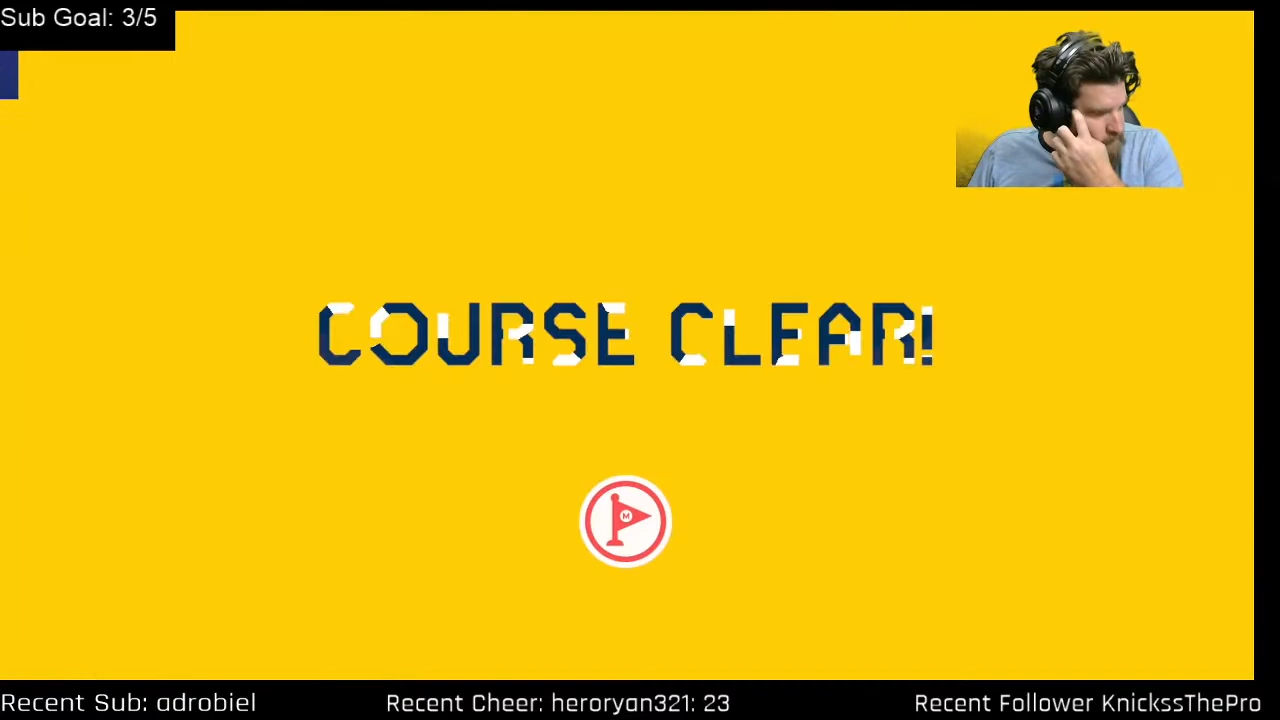 Sub Goal: 3/5
COURSE CLEAR!
M
Recent Sub: adrobiel
Recent Cheer: heroryan321: 23
Recent Follower KnickssThePro